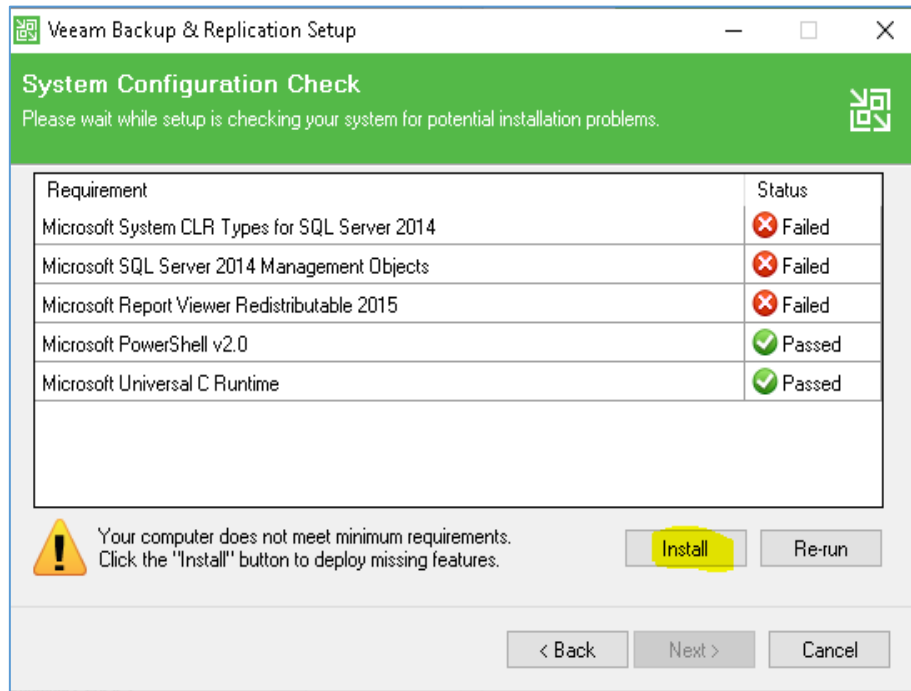 Veeam Backup & Replication Setup
System Configuration Check
Please wait while setup is checking your system for potential installation problems.
Requirement Status
Microsoft System CLR Types for SQL Server 2014 Failed
Microsoft SQL Server 2014 Management Objects Failed
Microsoft Report Viewer Redistributable 2015 Failed
Microsoft PowerShell v2.0 Passed
Microsoft Universal C Runtime Passed
Your computer does not meet minimum requirements.
Click the "Install" button to deploy missing features.
Install Re-run
< Back Next > Cancel